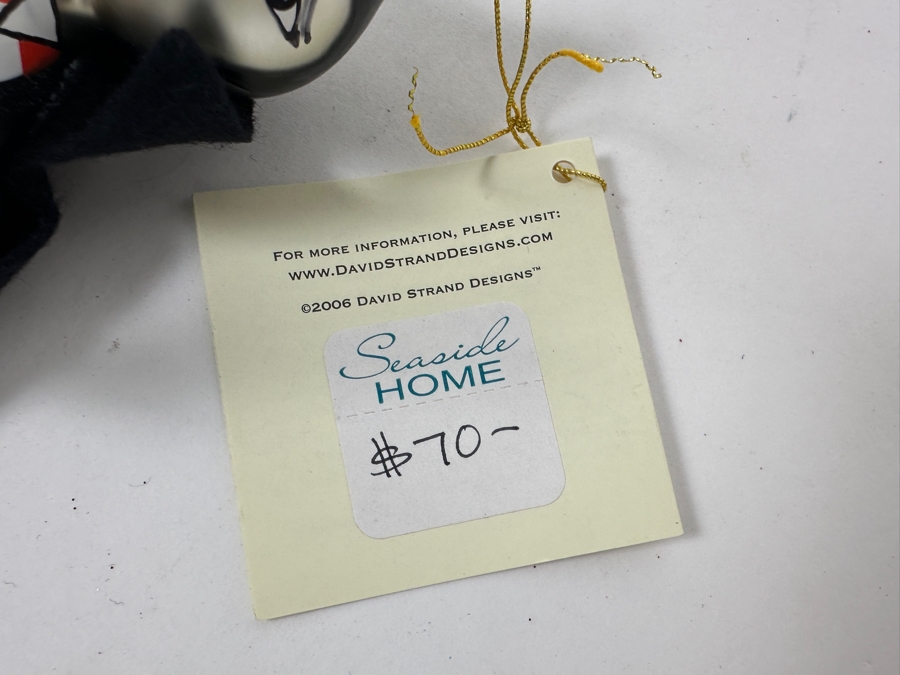 FOR MORE INFORMATION, PLEASE VISIT:
WWW.DAVIDSTRANDDESIGNS.COM
©2006 DAVID STRAND DESIGNS™
Seaside
HOME
$70-